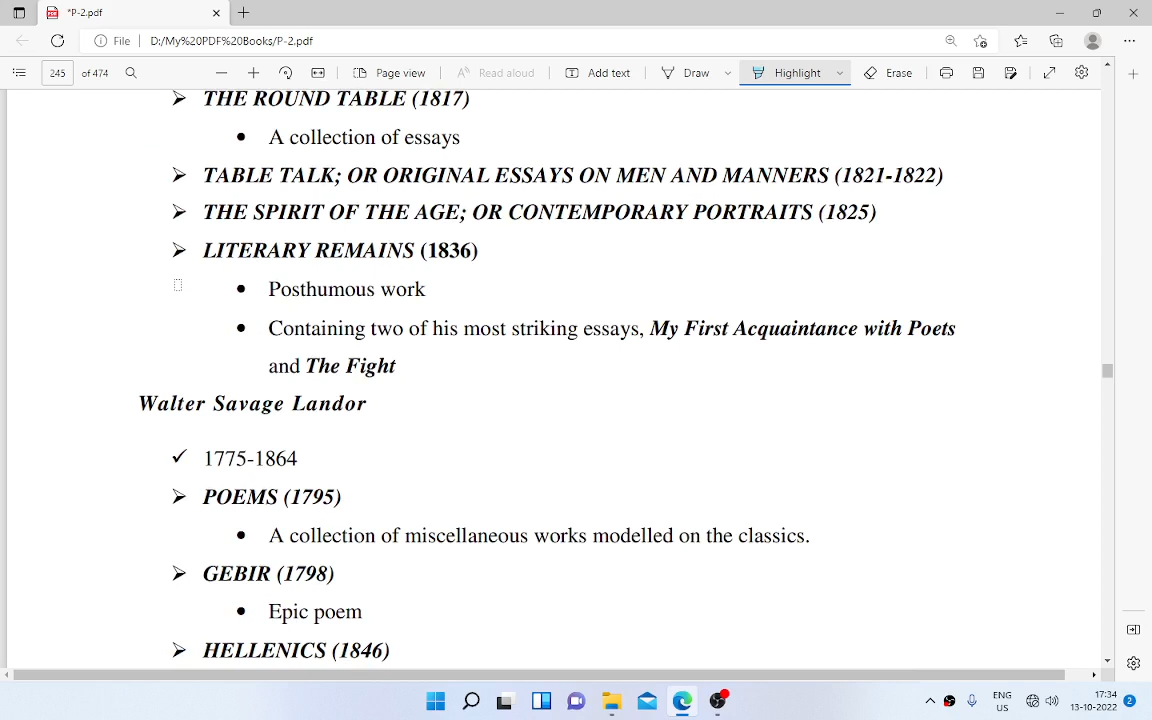 *P-2.pdf
File D:/My%20PDF%20Books/P-2.pdf
245 of 474 Page view Read aloud Add text Draw Highlight Erase
THE ROUND TABLE (1817)
A collection of essays
TABLE TALK; OR ORIGINAL ESSAYS ON MEN AND MANNERS (1821-1822)
THE SPIRIT OF THE AGE; OR CONTEMPORARY PORTRAITS (1825)
LITERARY REMAINS (1836)
Posthumous work
Containing two of his most striking essays, My First Acquaintance with Poets
and The Fight
Walter Savage Landor
1775-1864
POEMS (1795)
A collection of miscellaneous works modelled on the classics.
GEBIR (1798)
Epic poem
HELLENICS (1846)
ENG 17:34
US 13-10-2022 2